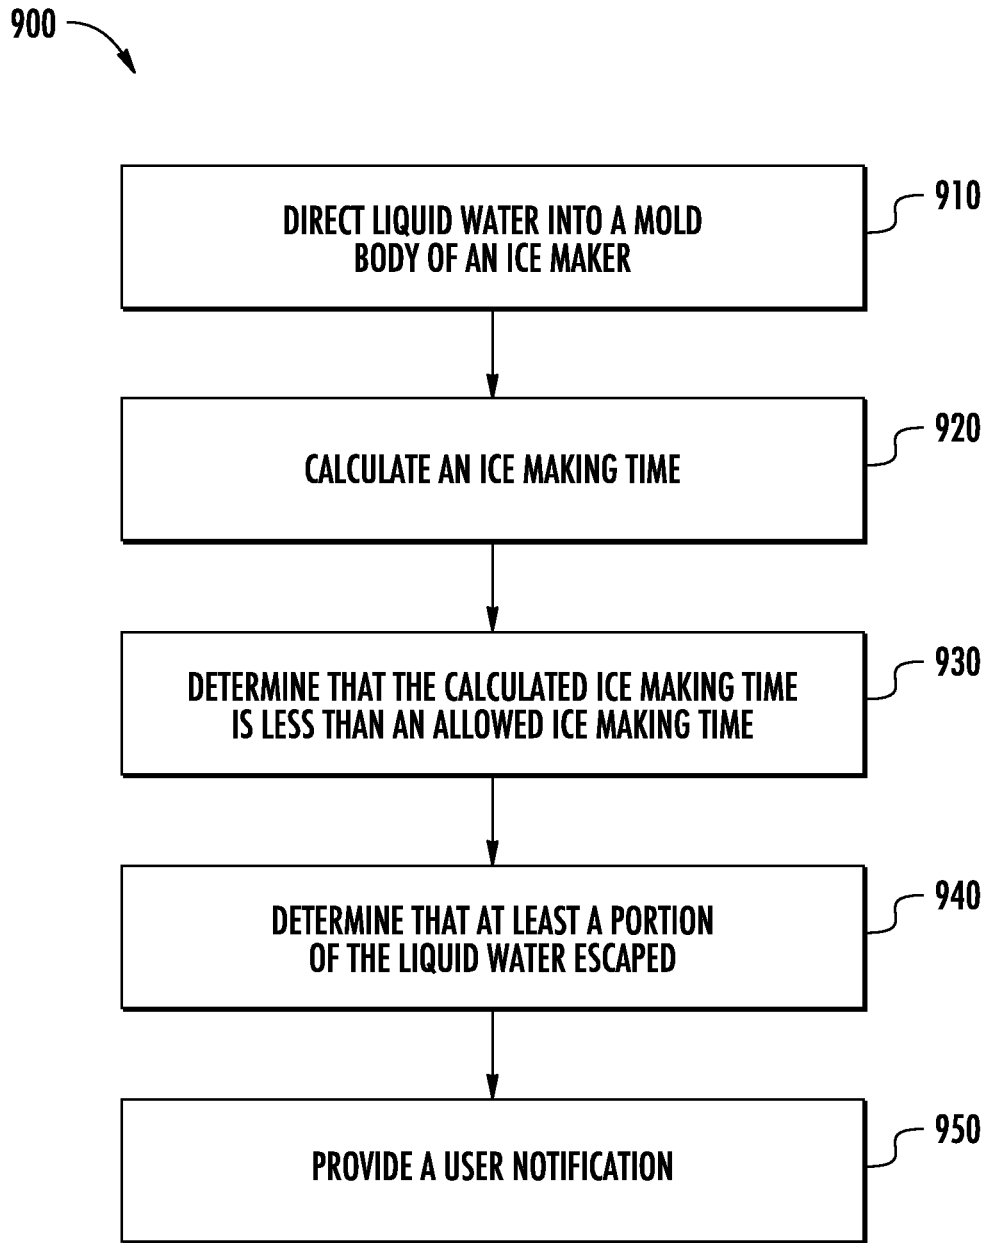 900
DIRECT LIQUID WATER INTO A MOLD
BODY OF AN ICE MAKER
910
CALCULATE AN ICE MAKING TIME
920
DETERMINE THAT THE CALCULATED ICE MAKING TIME
IS LESS THAN AN ALLOWED ICE MAKING TIME
930
DETERMINE THAT AT LEAST A PORTION
OF THE LIQUID WATER ESCAPED
940
PROVIDE A USER NOTIFICATION
950